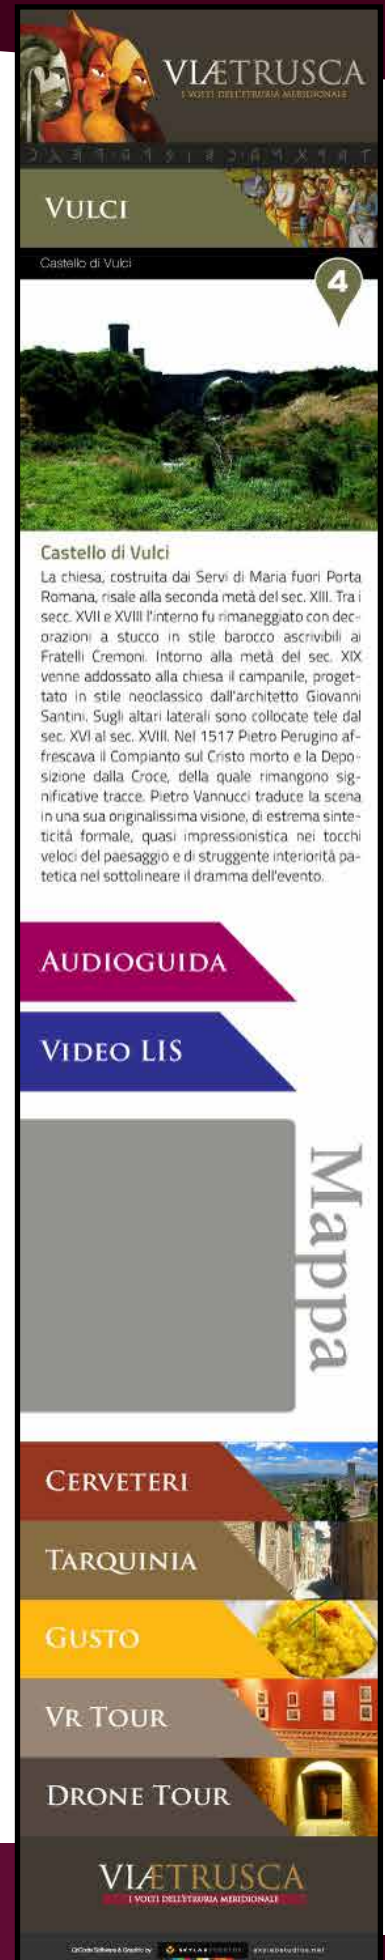 VIÆTRUSCA
I VOLTI DELL'ETRURIA MERIDIONALE
VULCI
Castello di Vulci
4
Castello di Vulci
La chiesa, costruita dai Servi di Maria fuori Porta
Romana, risale alla seconda metà del sec. XIII. Tra i
secc. XVII e XVIII l'interno fu rimaneggiato con dec-
orazioni a stucco in stile barocco ascrivibili ai
Fratelli Cremoni. Intorno alla metà del sec. XIX
venne addossato alla chiesa il campanile, proget-
tato in stile neoclassico dall'architetto Giovanni
Santini. Sugli altari laterali sono collocate tele dal
sec. XVI al sec. XVIII. Nel 1517 Pietro Perugino af-
frescava il Compianto sul Cristo morto e la Depo-
sizione dalla Croce, della quale rimangono sig-
nificative tracce. Pietro Vannucci traduce la scena
in una sua originalissima visione, di estrema sinte-
ticità formale, quasi impressionistica nei tocchi
veloci del paesaggio e di struggente interiorità pa-
tetica nel sottolineare il dramma dell'evento.
AUDIOGUIDA
VIDEO LIS
Mappa
CERVETERI
TARQUINIA
GUSTO
VR TOUR
DRONE TOUR
VIÆTRUSCA
I VOLTI DELL'ETRURIA MERIDIONALE
QrCode Software & Graphic by SKYLABSTUDIOS skylabstudios.net